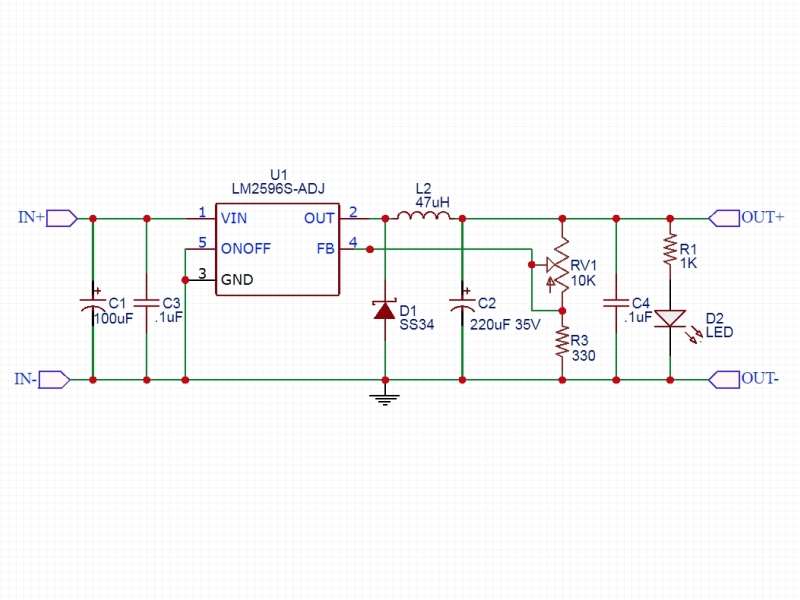 U1
LM2596S-ADJ
L2
47uH
IN+
1
VIN
OUT
2
OUT+
5
ONOFF
FB
4
3
GND
R1
1K
RV1
10K
C1
100uF
C3
.1uF
D1
SS34
C2
220uF 35V
C4
.1uF
D2
LED
R3
330
IN-
OUT-